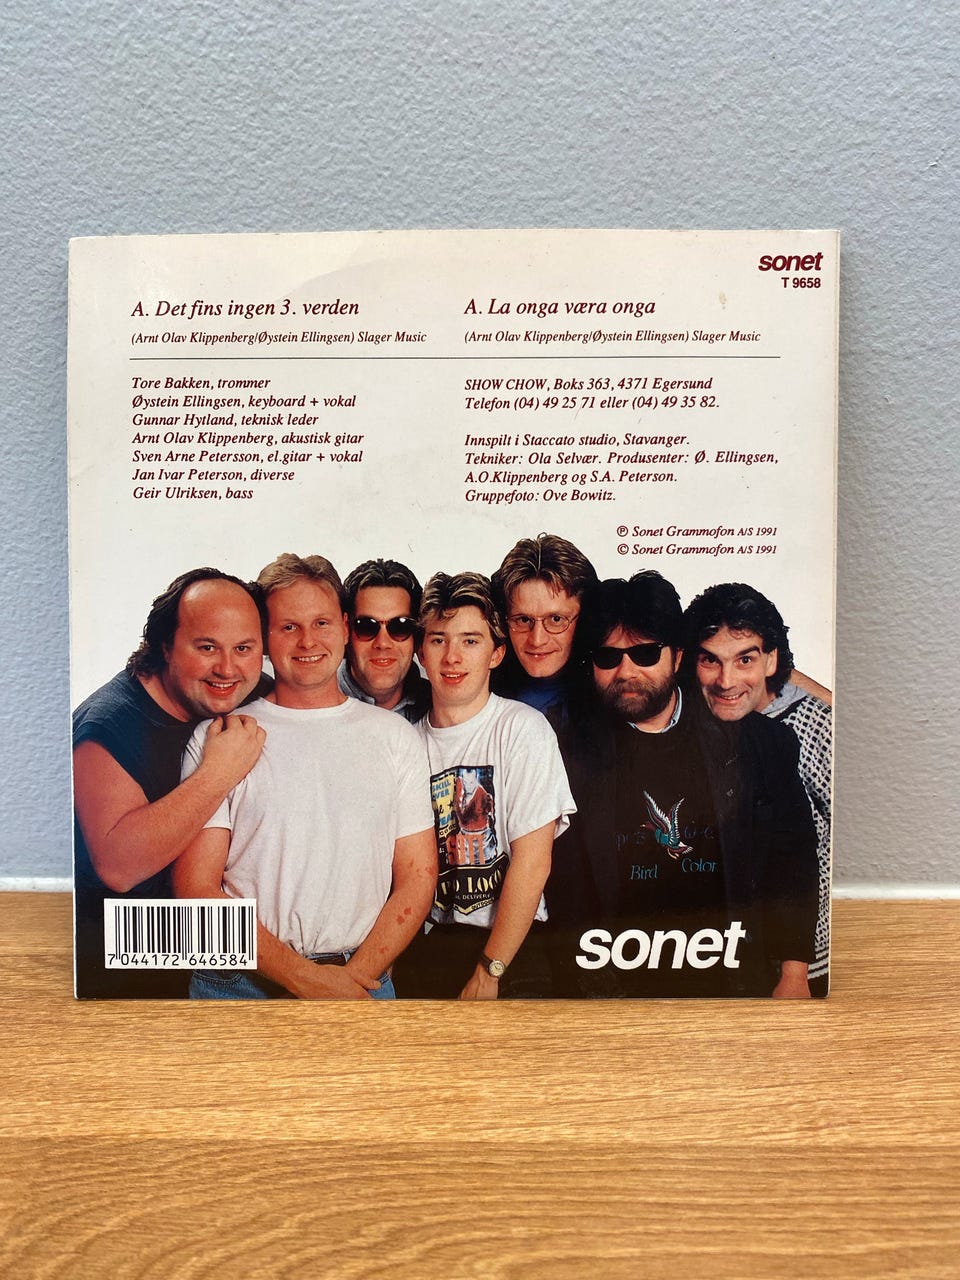 sonet
T 9658
A. Det fins ingen 3. verden
(Arnt Olav Klippenberg/Øystein Ellingsen) Slager Music
A. La onga væra onga
(Arnt Olav Klippenberg/Øystein Ellingsen) Slager Music
Tore Bakken, trommer
Øystein Ellingsen, keyboard + vokal
Gunnar Hytland, teknisk leder
Arnt Olav Klippenberg, akustisk gitar
Sven Arne Petersson, el.gitar + vokal
Jan Ivar Peterson, diverse
Geir Ulriksen, bass
SHOW CHOW, Boks 363, 4371 Egersund
Telefon (04) 49 25 71 eller (04) 49 35 82.
Innspilt i Staccato studio, Stavanger.
Tekniker: Ola Selvær. Produsenter: Ø. Ellingsen,
A.O.Klippenberg og S.A. Peterson.
Gruppefoto: Ove Bowitz.
℗ Sonet Grammofon A/S 1991
© Sonet Grammofon A/S 1991
Bird Color
LOCO
sonet
7 044172 646584